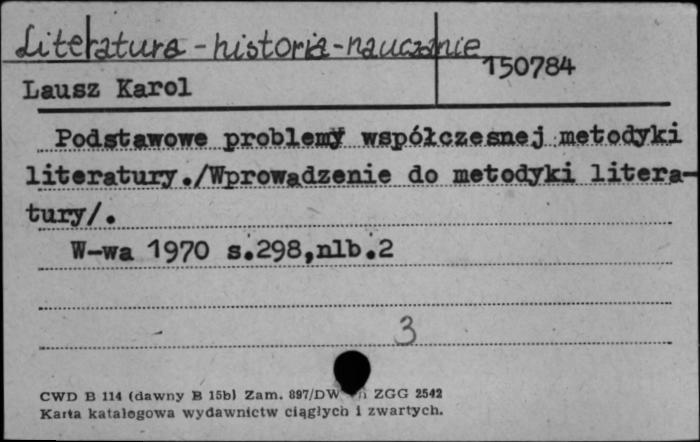 Literatura - historia - nauczanie
150784
Lausz Karol
Podstawowe problemy współczesnej metodyki
literatury./Wprowadzenie do metodyki litera-
tury/.
W-wa 1970 s.298,nlb.2
3
CWD B 114 (dawny B 15b) Zam. 897/DW ZGG 2542
Karta katalogowa wydawnictw ciągłych i zwartych.